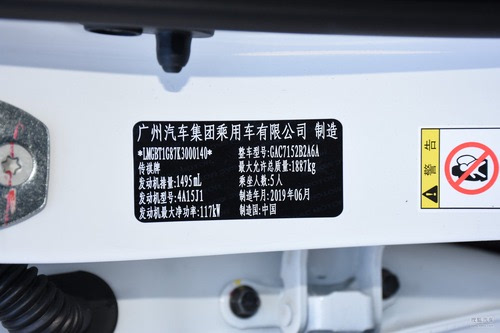 广州汽车集团乘用车有限公司 制造
*LMGBT1G87K3000140* 整车型号:GAC7152B2A6A
传祺牌 最大允许总质量:1887kg
发动机排量:1495mL 乘坐人数:5人
发动机型号:4A15J1 制造年月:2019年06月
发动机最大净功率:117kW 制造国:中国
警告